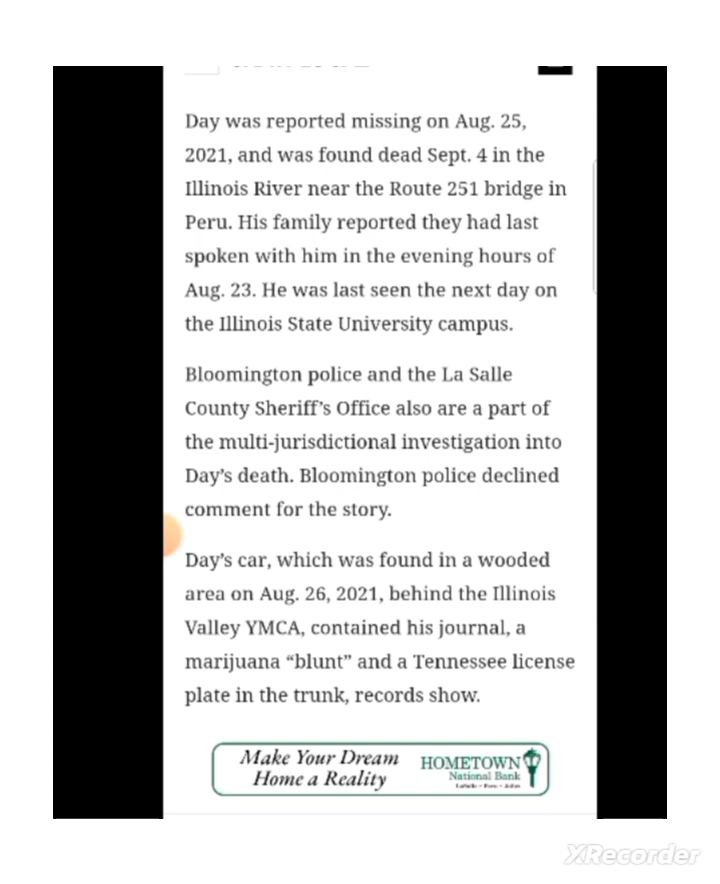 Day was reported missing on Aug. 25,
2021, and was found dead Sept. 4 in the
Illinois River near the Route 251 bridge in
Peru. His family reported they had last
spoken with him in the evening hours of
Aug. 23. He was last seen the next day on
the Illinois State University campus.
Bloomington police and the La Salle
County Sheriff’s Office also are a part of
the multi-jurisdictional investigation into
Day’s death. Bloomington police declined
comment for the story.
Day’s car, which was found in a wooded
area on Aug. 26, 2021, behind the Illinois
Valley YMCA, contained his journal, a
marijuana “blunt” and a Tennessee license
plate in the trunk, records show.
Make Your Dream
Home a Reality
HOMETOWN
National Bank
XRecorder